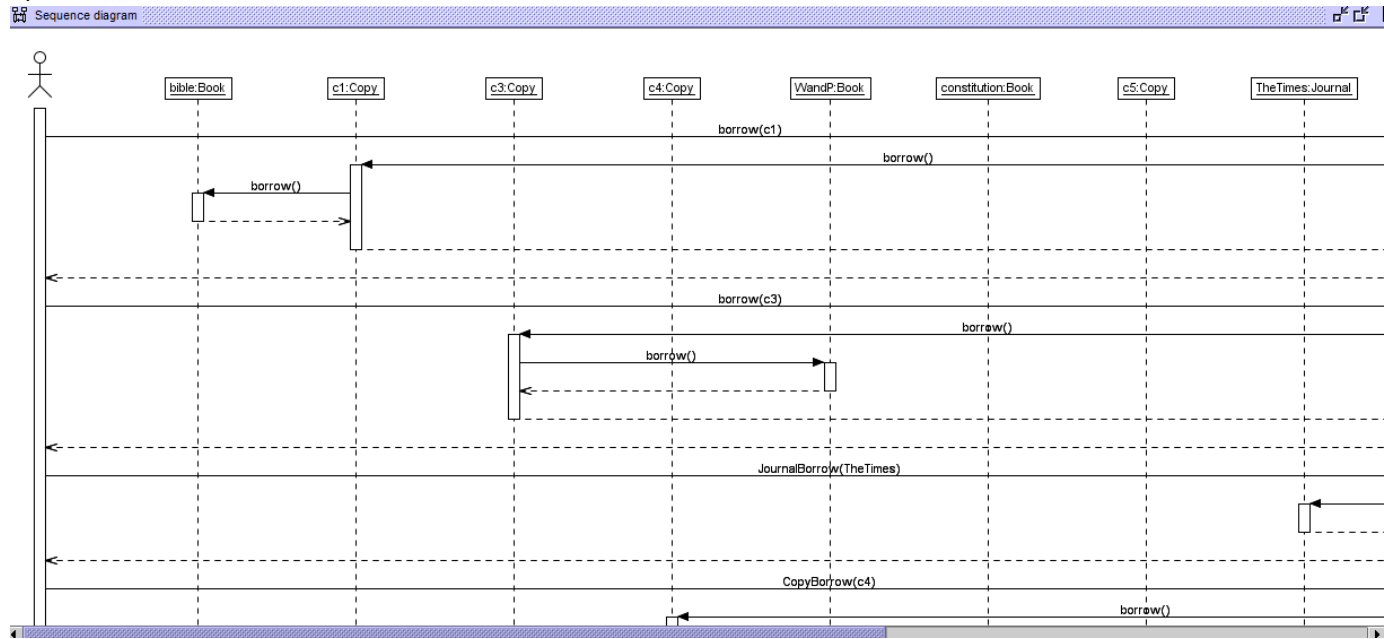 Sequence diagram
bible:Book c1:Copy c3:Copy c4:Copy WandP:Book constitution:Book c5:Copy TheTimes:Journal
borrow(c1)
borrow()
borrow()
borrow(c3)
borrow()
borrow()
JournalBorrow(TheTimes)
CopyBorrow(c4)
borrow()